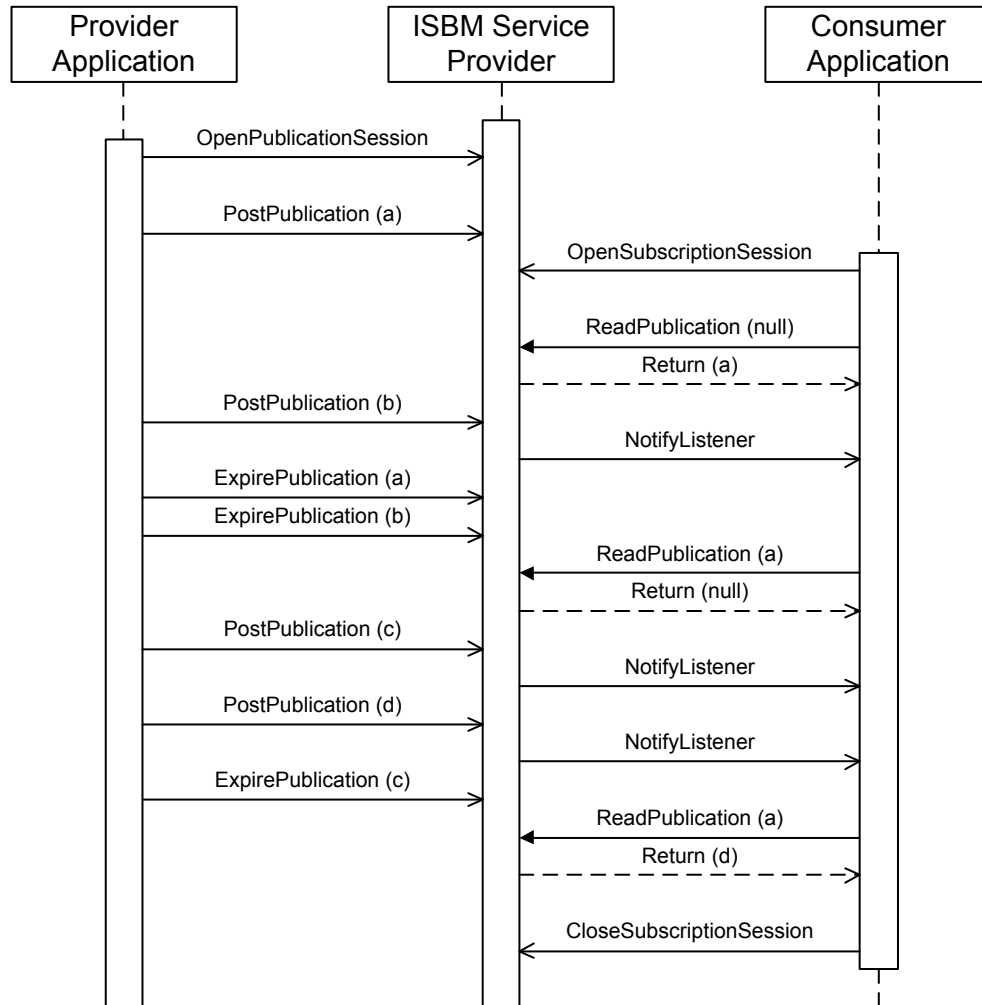 Provider
Application
ISBM Service
Provider
Consumer
Application
OpenPublicationSession
PostPublication (a)
OpenSubscriptionSession
ReadPublication (null)
Return (a)
PostPublication (b)
NotifyListener
ExpirePublication (a)
ExpirePublication (b)
ReadPublication (a)
Return (null)
PostPublication (c)
NotifyListener
PostPublication (d)
NotifyListener
ExpirePublication (c)
ReadPublication (a)
Return (d)
CloseSubscriptionSession